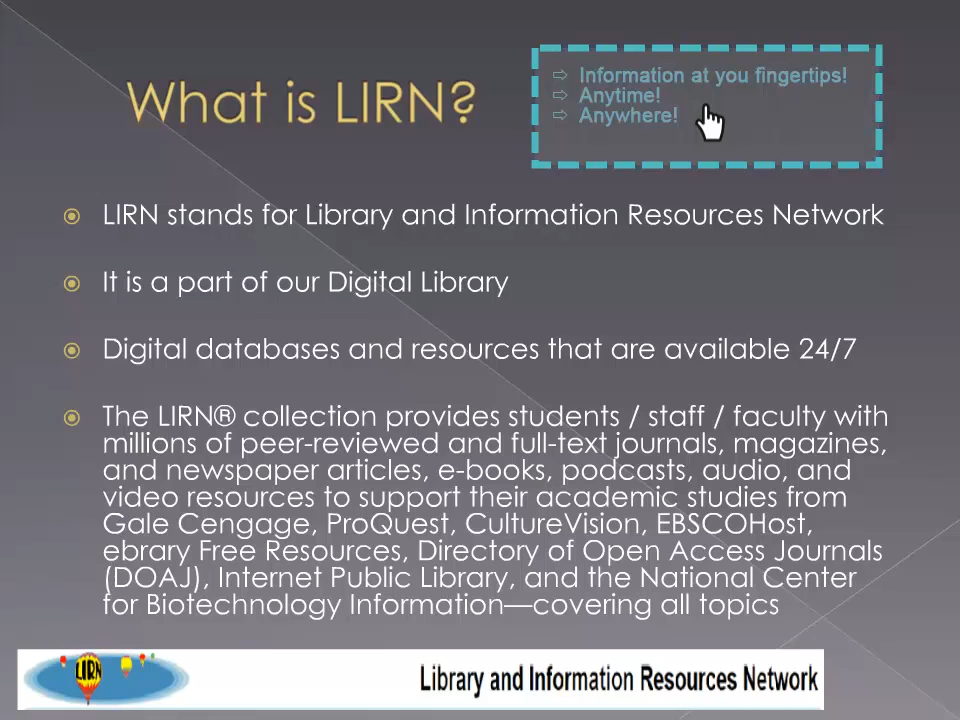 What is LIRN?
⇨ Information at you fingertips!
⇨ Anytime!
⇨ Anywhere!
LIRN stands for Library and Information Resources Network
It is a part of our Digital Library
Digital databases and resources that are available 24/7
The LIRN® collection provides students / staff / faculty with
millions of peer-reviewed and full-text journals, magazines,
and newspaper articles, e-books, podcasts, audio, and
video resources to support their academic studies from
Gale Cengage, ProQuest, CultureVision, EBSCOHost,
ebrary Free Resources, Directory of Open Access Journals
(DOAJ), Internet Public Library, and the National Center
for Biotechnology Information—covering all topics
LIRN
Library and Information Resources Network